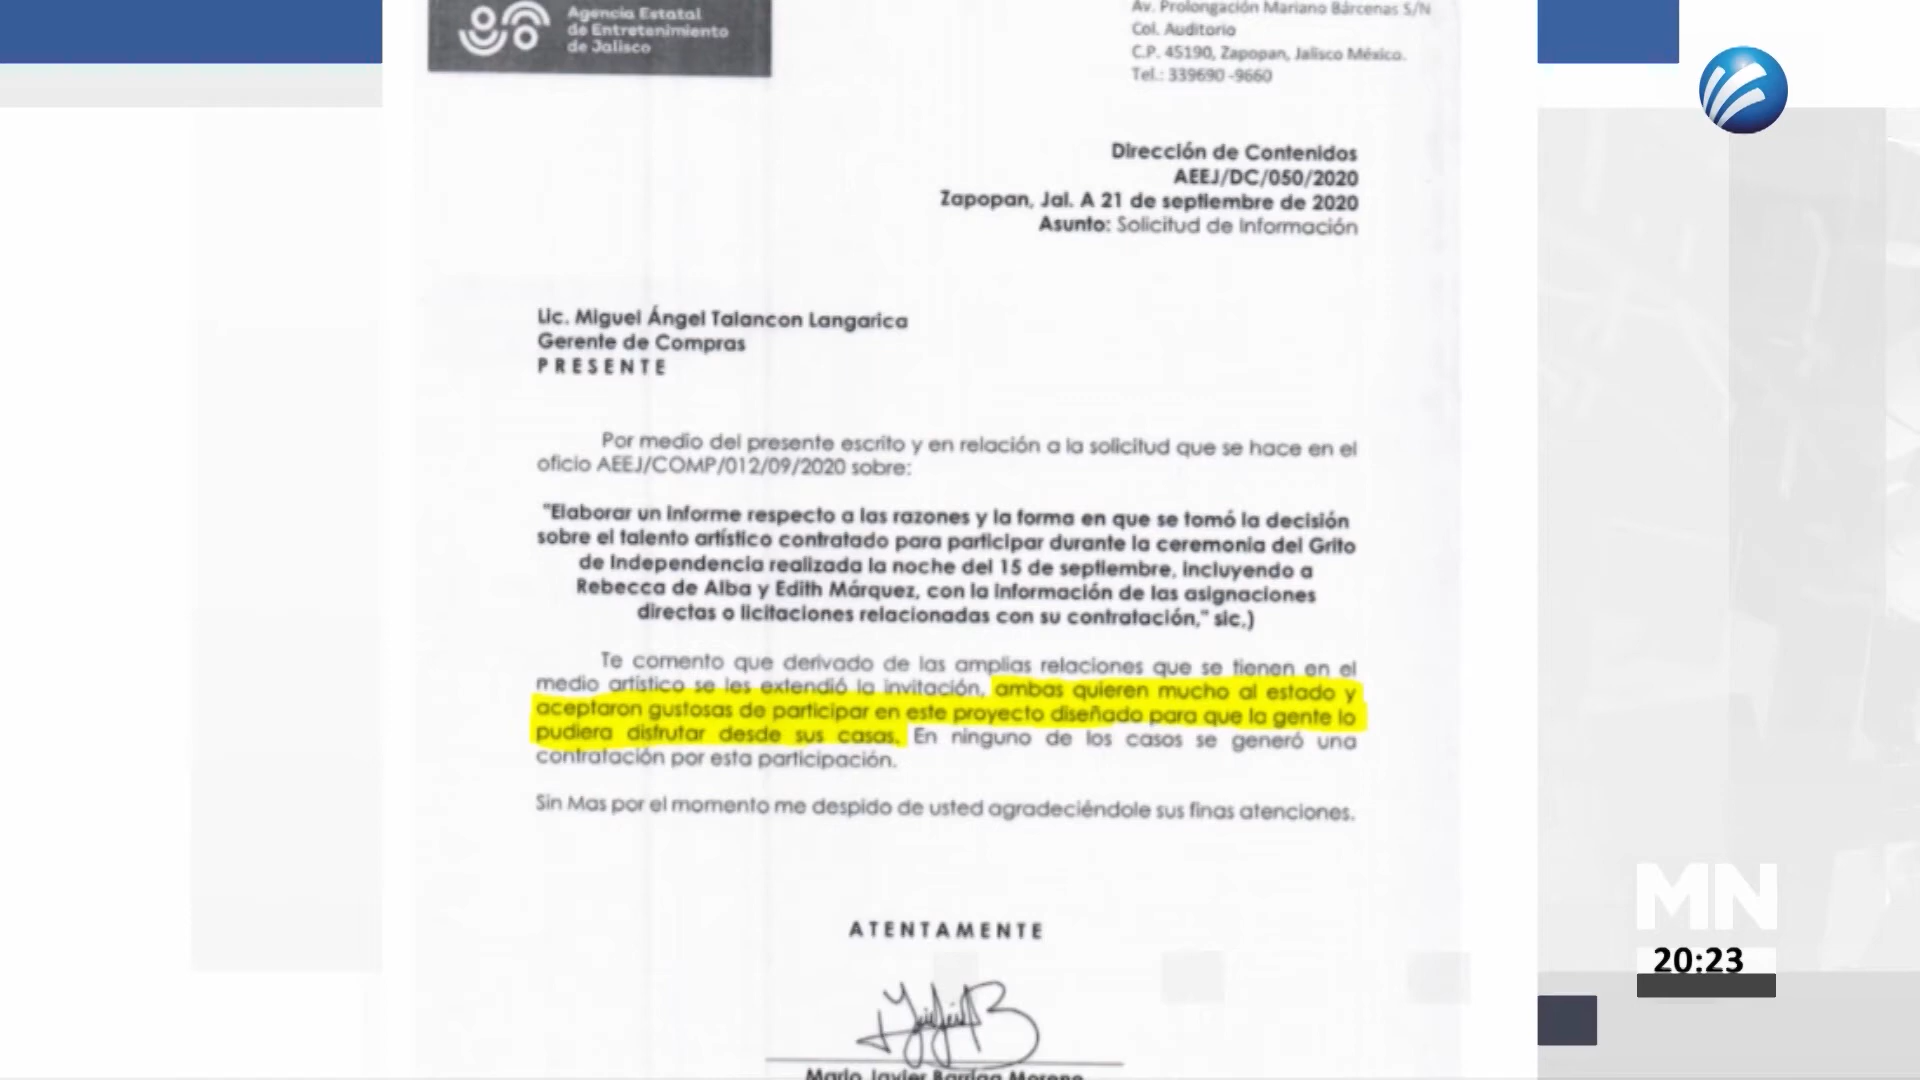 Agencia Estatal
de Entretenimiento
de Jalisco
Av. Prolongación Mariano Bárcenas S/N
Col. Auditorio
C.P. 45190, Zapopan, Jalisco México.
Tel.: 339690 -9660
Dirección de Contenidos
AEEJ/DC/050/2020
Zapopan, Jal. A 21 de septiembre de 2020
Asunto: Solicitud de Información
Lic. Miguel Ángel Talancon Langarica
Gerente de Compras
PRESENTE
Por medio del presente escrito y en relación a la solicitud que se hace en el
oficio AEEJ/COMP/012/09/2020 sobre:
"Elaborar un informe respecto a las razones y la forma en que se tomó la decisión
sobre el talento artístico contratado para participar durante la ceremonia del Grito
de Independencia realizada la noche del 15 de septiembre, incluyendo a
Rebecca de Alba y Edith Márquez, con la información de las asignaciones
directas o licitaciones relacionadas con su contratación," sic.)
Te comento que derivado de las amplias relaciones que se tienen en el
medio artístico se les extendió la invitación, ambas quieren mucho al estado y
aceptaron gustosas de participar en este proyecto diseñado para que la gente lo
pudiera disfrutar desde sus casas. En ninguno de los casos se generó una
contratación por esta participación.
Sin Mas por el momento me despido de usted agradeciéndole sus finas atenciones.
ATENTAMENTE
Mario Javier Barriga Moreno
MN
20:23